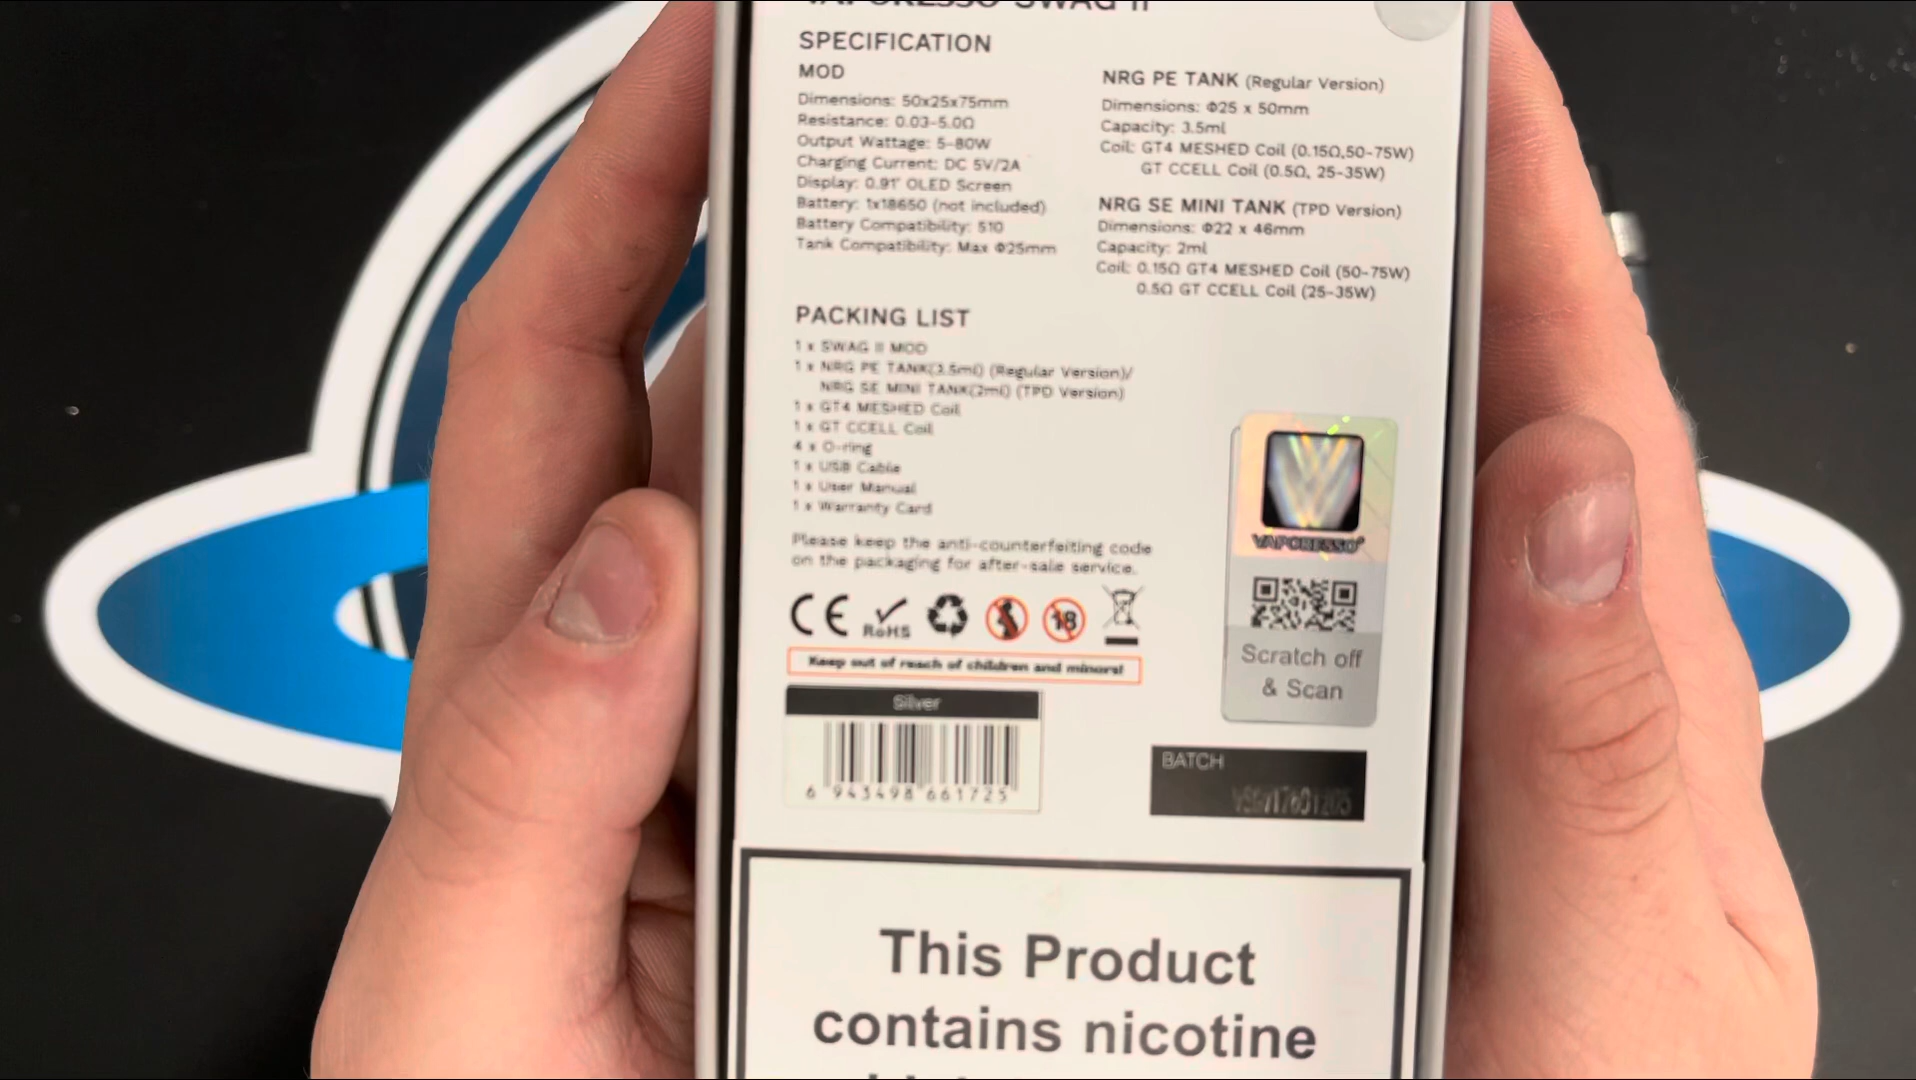 VAPORESSO SWAG II
SPECIFICATION
MOD
Dimensions: 50x25x75mm
Resistance: 0.03-5.0Ω
Output Wattage: 5-80W
Charging Current: DC 5V/2A
Display: 0.91" OLED Screen
Battery: 1x18650 (not included)
Battery Compatibility: 510
Tank Compatibility: Max Φ25mm
NRG PE TANK (Regular Version)
Dimensions: Φ25 x 50mm
Capacity: 3.5ml
Coil: GT4 MESHED Coil (0.15Ω,50-75W)
GT CCELL Coil (0.5Ω, 25-35W)
NRG SE MINI TANK (TPD Version)
Dimensions: Φ22 x 46mm
Capacity: 2ml
Coil: 0.15Ω GT4 MESHED Coil (50-75W)
0.5Ω GT CCELL Coil (25-35W)
PACKING LIST
1 x SWAG II MOD
1 x NRG PE TANK(3.5ml) (Regular Version)/
NRG SE MINI TANK(2ml) (TPD Version)
1 x GT4 MESHED Coil
1 x GT CCELL Coil
4 x O-ring
1 x USB Cable
1 x User Manual
1 x Warranty Card
Please keep the anti-counterfeiting code
on the packaging for after-sale service.
CE RoHS 18
Keep out of reach of children and minors!
Silver
6 943498 661725
VAPORESSO
Scratch off
& Scan
BATCH
This Product
contains nicotine